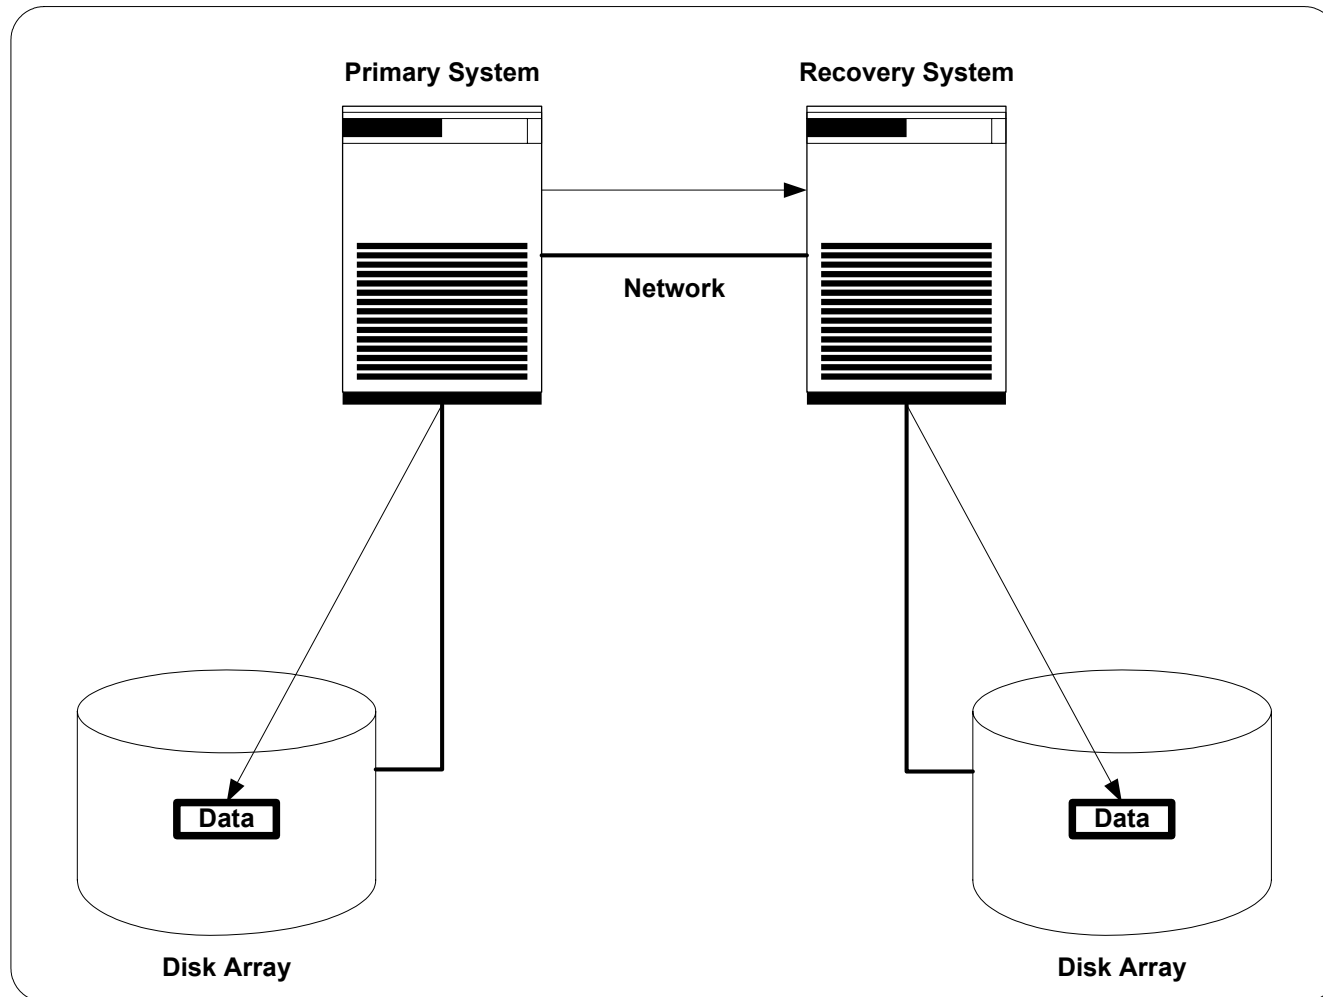 Primary System
Recovery System
Network
Data
Data
Disk Array
Disk Array